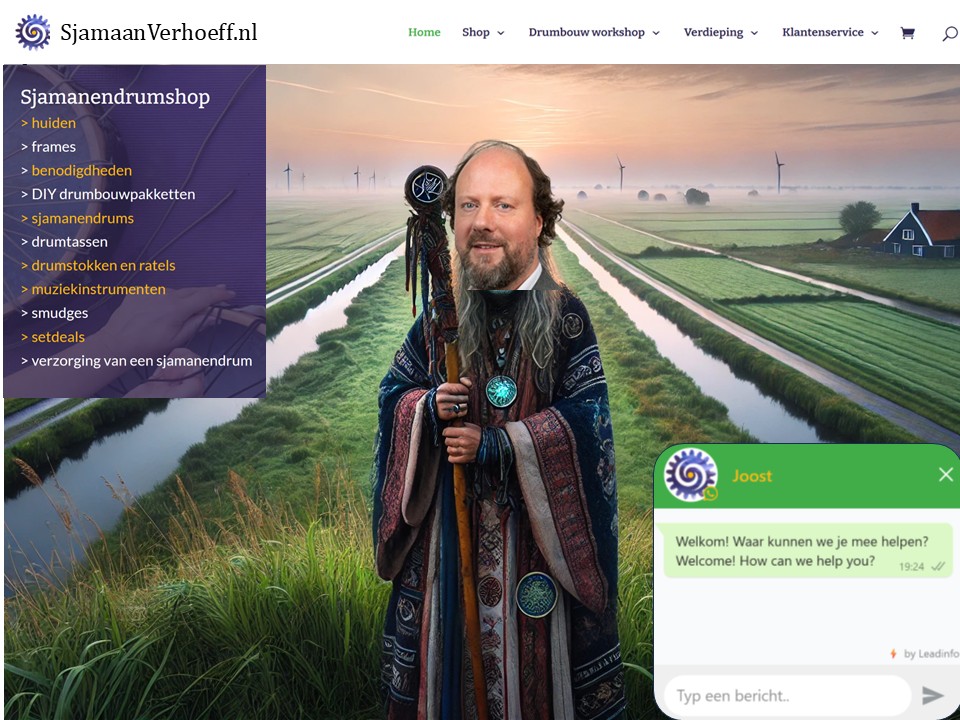 SjamaanVerhoeff.nl
Home Shop Drumbouw workshop Verdieping Klantenservice
Sjamanendrumshop
> huiden
> frames
> benodigdheden
> DIY drumbouwpakketten
> sjamanendrums
> drumtassen
> drumstokken en ratels
> muziekinstrumenten
> smudges
> setdeals
> verzorging van een sjamanendrum
Joost
Welkom! Waar kunnen we je mee helpen?
Welcome! How can we help you?
19:24
by Leadinfo
Typ een bericht..